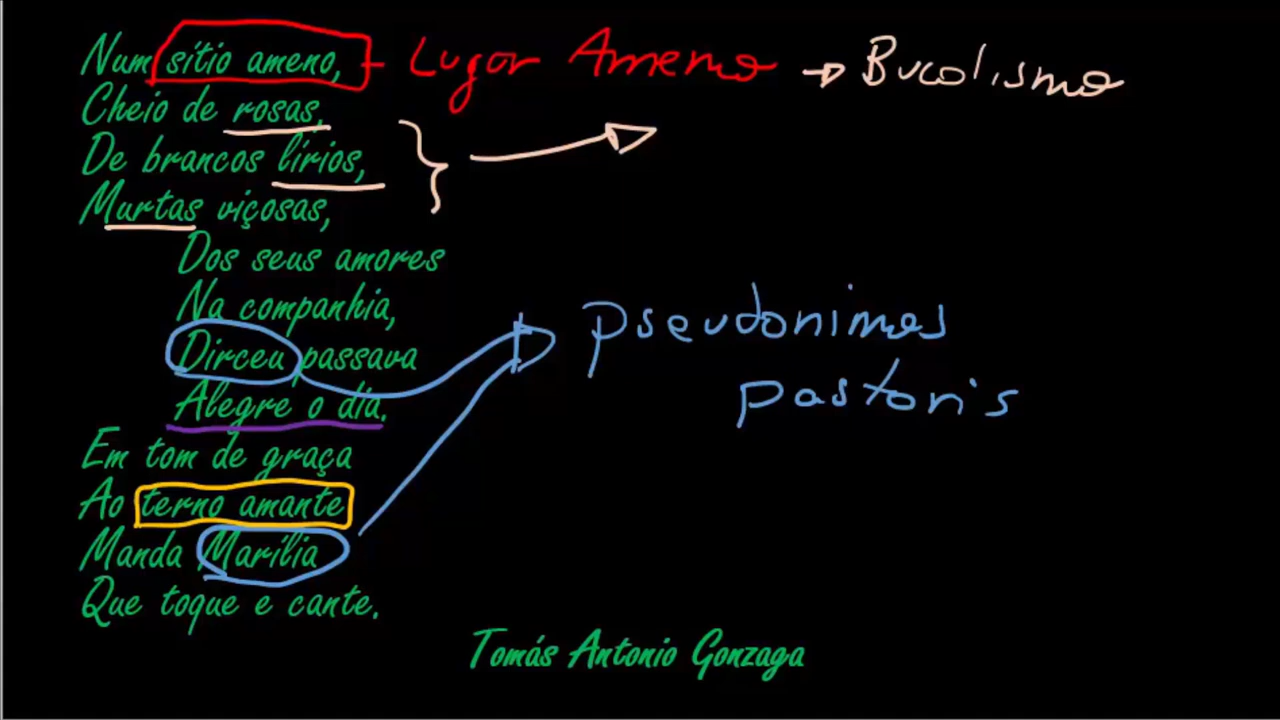 Num sítio ameno, - Lugar Ameno → Bucolismo
Cheio de rosas,
De brancos lírios,
Murtas viçosas,
Dos seus amores
Na companhia,
Dirceu passava
Alegre o dia.
Em tom de graça
Ao terno amante
Manda Marília
Que toque e cante.
pseudonimos
pastoris
Tomás Antonio Gonzaga